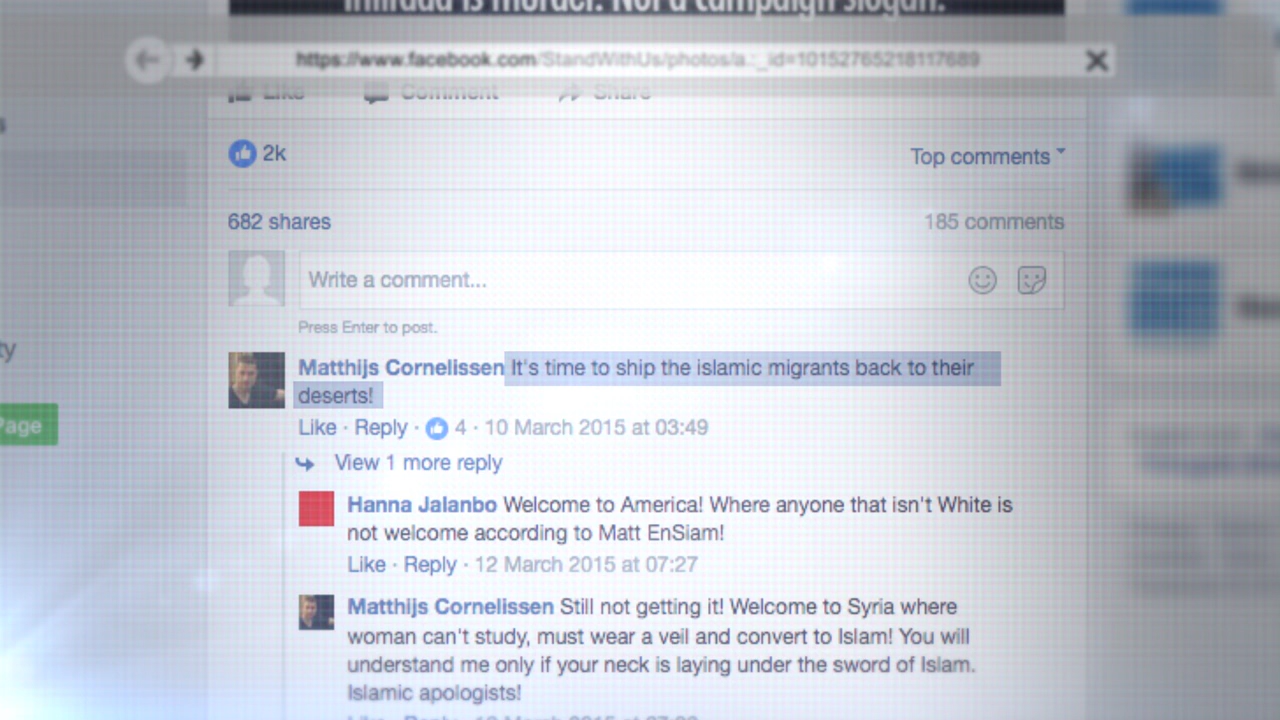 Intifada is murder. Not a campaign slogan.
https://www.facebook.com/StandWithUs/photos/a.:_id=10152765218117689
Like Comment Share
2k
Top comments
682 shares
185 comments
Write a comment...
Press Enter to post.
Matthijs Cornelissen It's time to ship the islamic migrants back to their
deserts!
Like · Reply · 4 · 10 March 2015 at 03:49
View 1 more reply
Page
Hanna Jalanbo Welcome to America! Where anyone that isn't White is
not welcome according to Matt EnSiam!
Like · Reply · 12 March 2015 at 07:27
Matthijs Cornelissen Still not getting it! Welcome to Syria where
woman can't study, must wear a veil and convert to Islam! You will
understand me only if your neck is laying under the sword of Islam.
Islamic apologists!